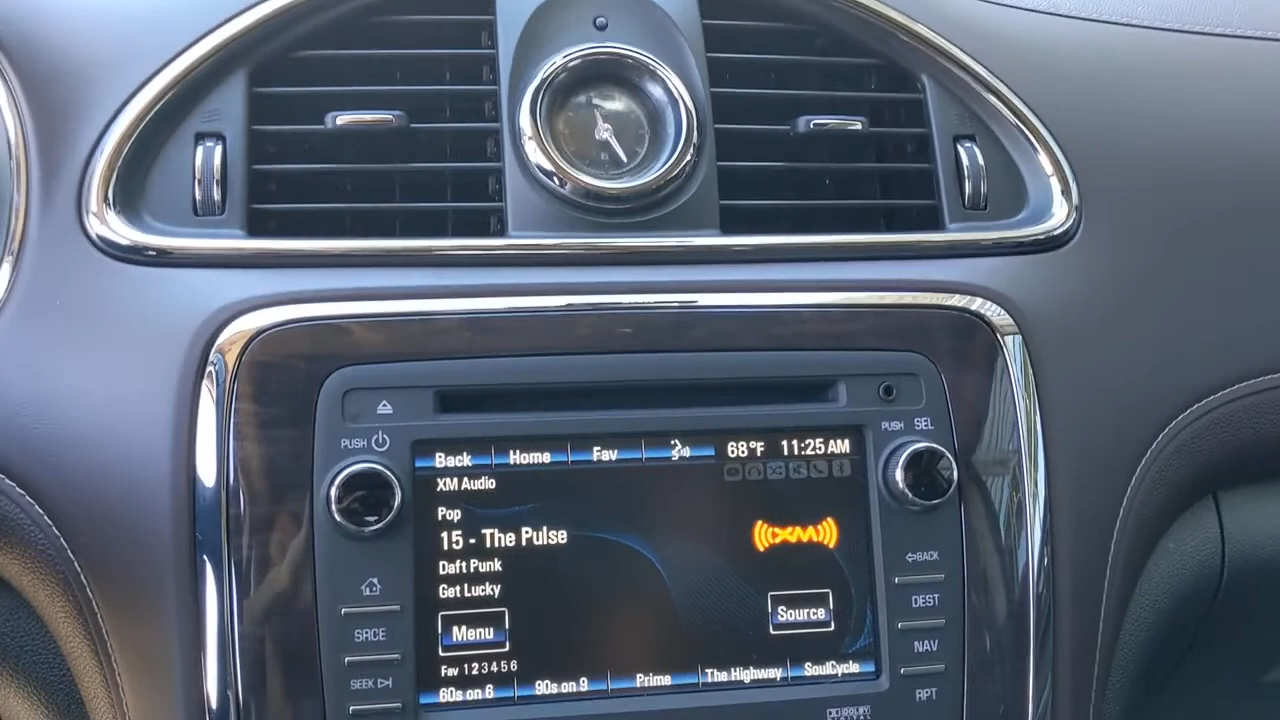 PUSH
PUSH SEL
Back Home Fav 68°F 11:25 AM
XM Audio
Pop
15 - The Pulse
((XM))
Daft Punk
Get Lucky
Menu
Source
Fav 1 2 3 4 5 6
60s on 6 90s on 9 Prime The Highway SoulCycle
SRCE
SEEK
BACK
DEST
NAV
RPT
DOLBY
DIGITAL